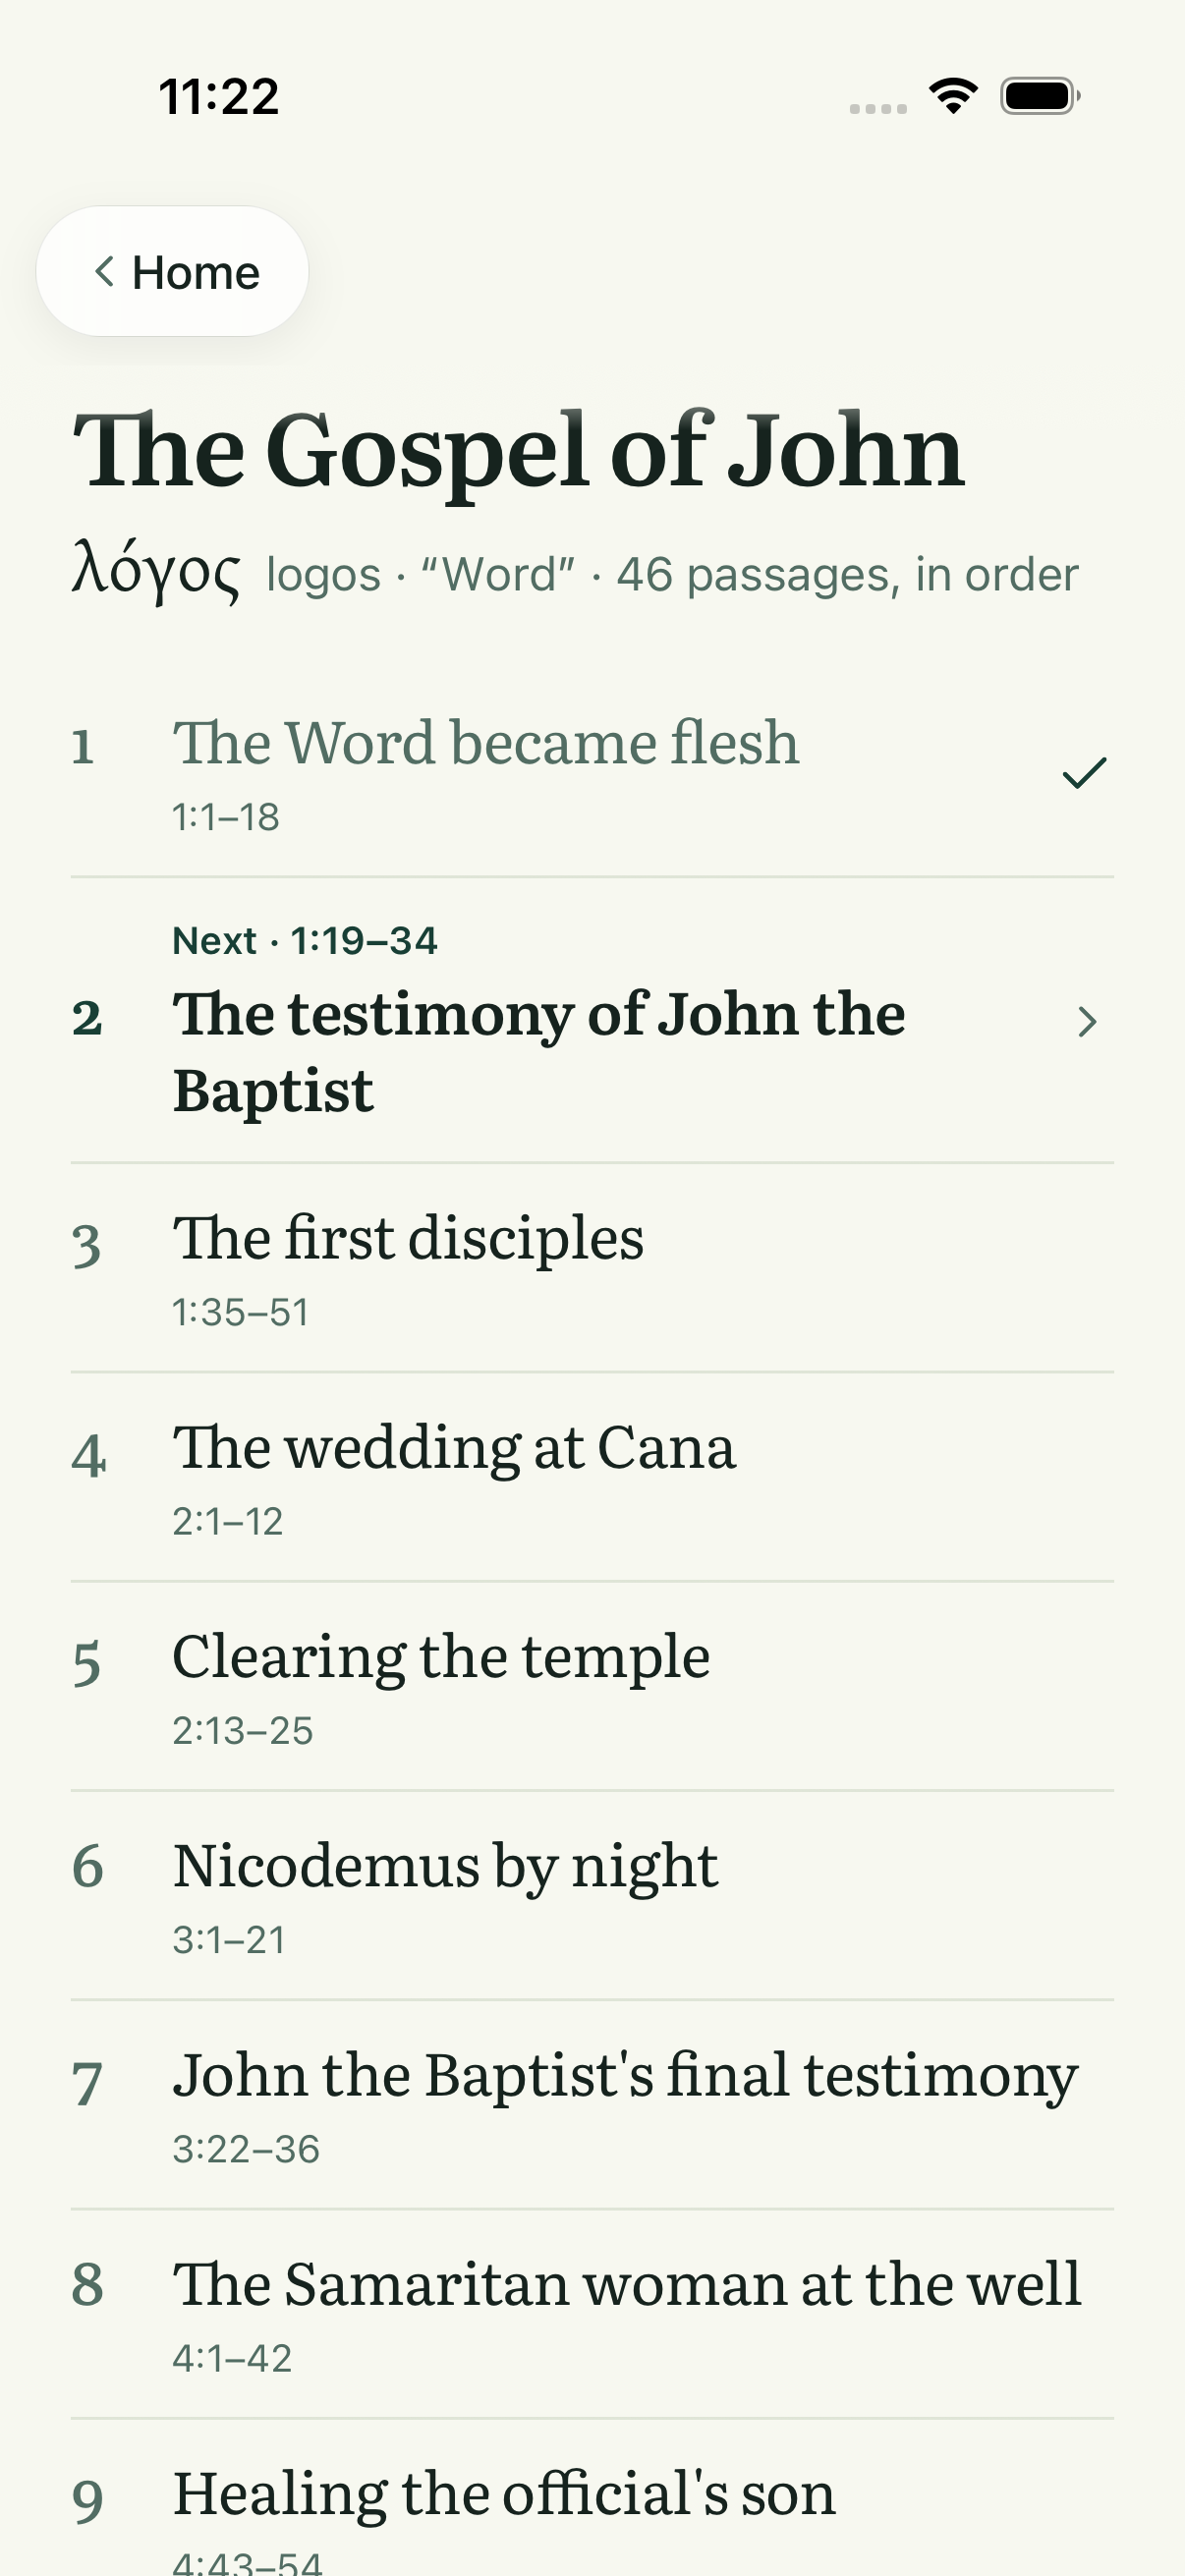 11:22
Home
The Gospel of John
λόγος logos · “Word” · 46 passages, in order
1 The Word became flesh
1:1–18
Next · 1:19–34
2 The testimony of John the
Baptist
3 The first disciples
1:35–51
4 The wedding at Cana
2:1–12
5 Clearing the temple
2:13–25
6 Nicodemus by night
3:1–21
7 John the Baptist's final testimony
3:22–36
8 The Samaritan woman at the well
4:1–42
9 Healing the official's son
4:43–54